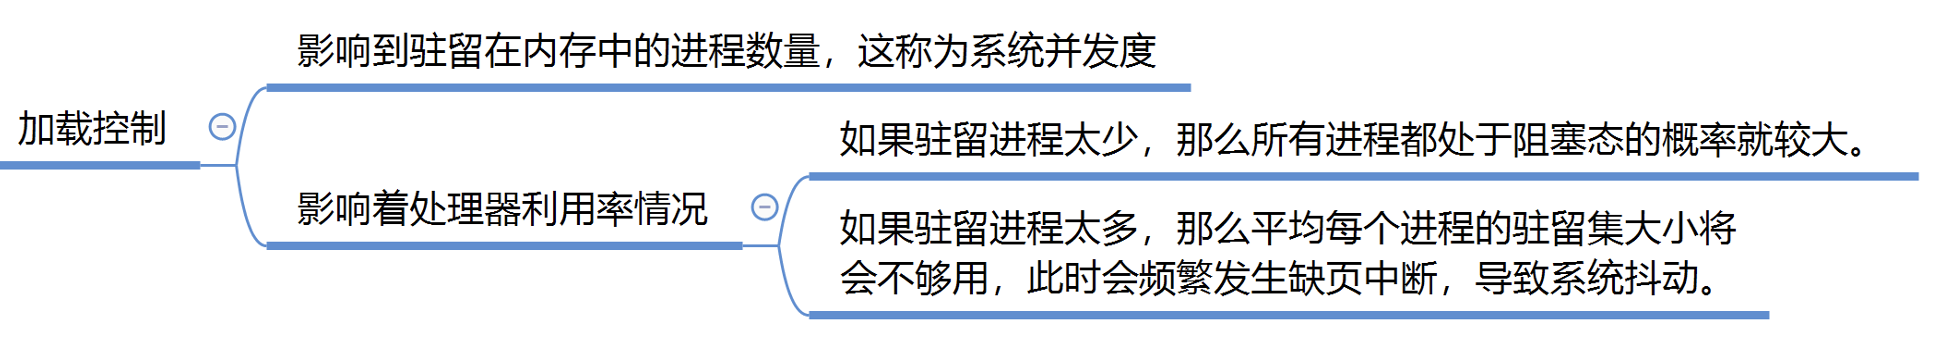 影响到驻留在内存中的进程数量，这称为系统并发度
加载控制
如果驻留进程太少，那么所有进程都处于阻塞态的概率就较大。
影响着处理器利用率情况
如果驻留进程太多，那么平均每个进程的驻留集大小将
会不够用，此时会频繁发生缺页中断，导致系统抖动。